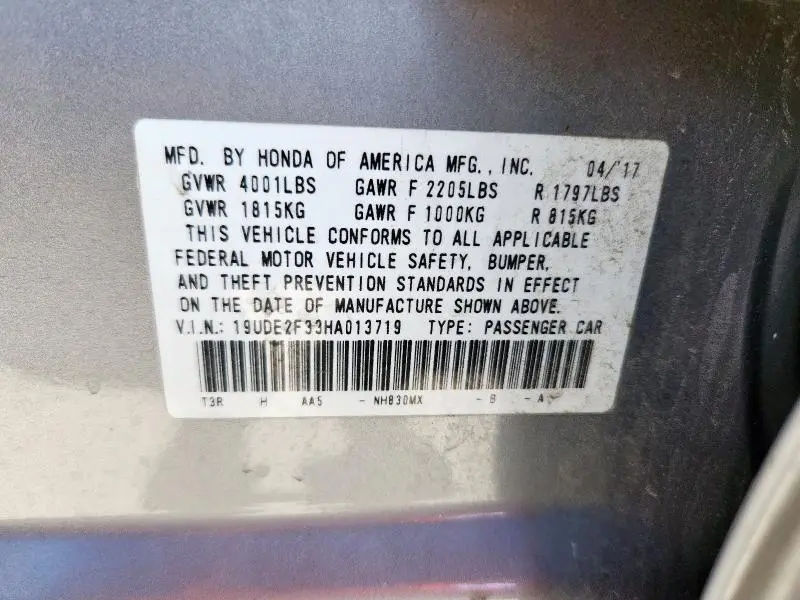 MFD. BY HONDA OF AMERICA MFG., INC. 04/'17
GVWR 4001LBS GAWR F 2205LBS R 1797LBS
GVWR 1815KG GAWR F 1000KG R 815KG
THIS VEHICLE CONFORMS TO ALL APPLICABLE
FEDERAL MOTOR VEHICLE SAFETY, BUMPER,
AND THEFT PREVENTION STANDARDS IN EFFECT
ON THE DATE OF MANUFACTURE SHOWN ABOVE.
V.I.N.: 19UDE2F33HA013719 TYPE: PASSENGER CAR
T3R H AA5 - NH830MX - B - A